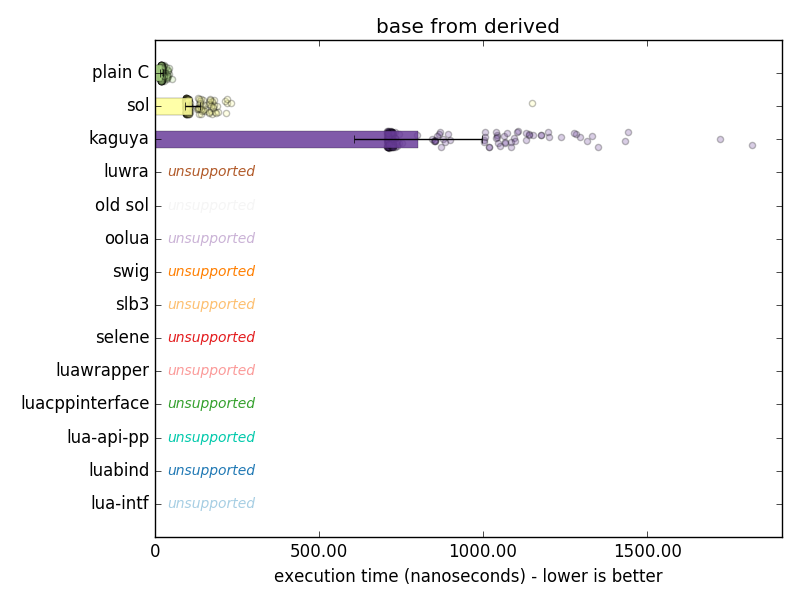 base from derived
plain C
sol
kaguya
luwra unsupported
old sol unsupported
oolua unsupported
swig unsupported
slb3 unsupported
selene unsupported
luawrapper unsupported
luacppinterface unsupported
lua-api-pp unsupported
luabind unsupported
lua-intf unsupported
0 500.00 1000.00 1500.00
execution time (nanoseconds) - lower is better